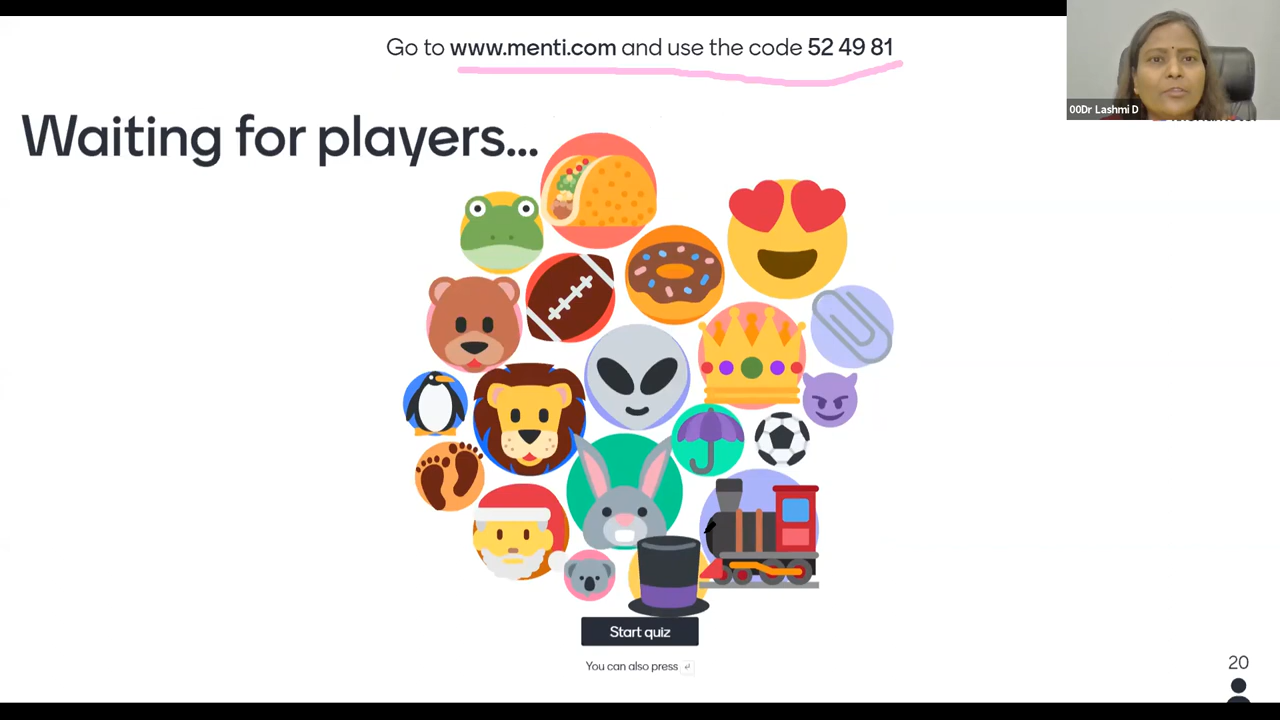 Go to www.menti.com and use the code 52 49 81
00Dr Lashmi D
Waiting for players...
Start quiz
You can also press ↵
20